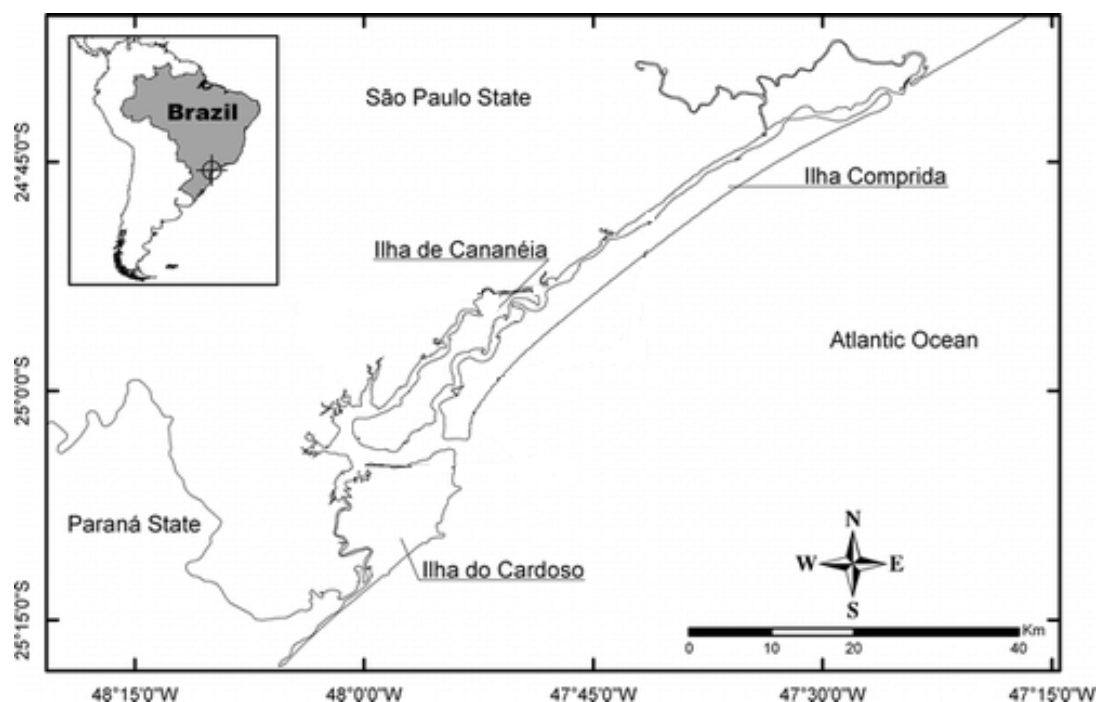 Brazil
São Paulo State
24°45'0"S
Ilha Comprida
Ilha de Cananéia
Atlantic Ocean
25°0'0"S
Paraná State
N
W E
S
Ilha do Cardoso
25°15'0"S
Km
0 10 20 40
48°15'0"W 48°00'0"W 47°45'0"W 47°30'0"W 47°15'0"W